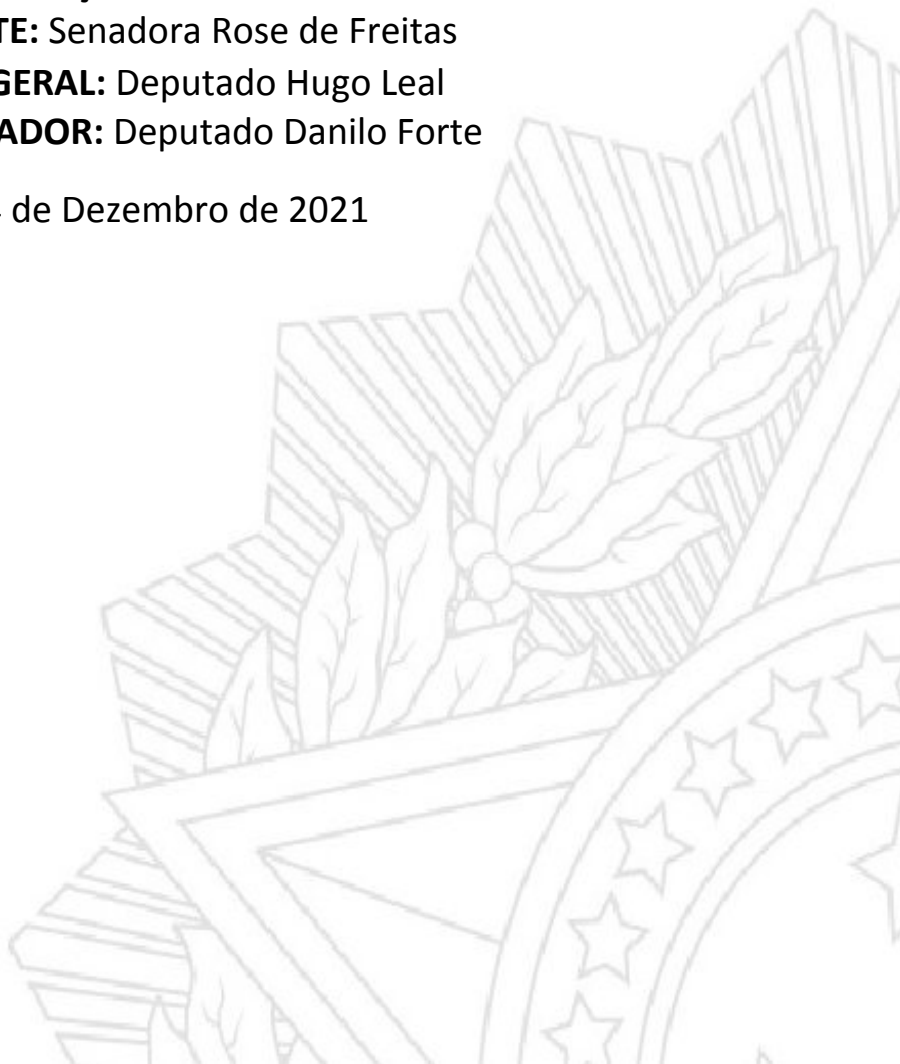 TE: Senadora Rose de Freitas
GERAL: Deputado Hugo Leal
ADOR: Deputado Danilo Forte
de Dezembro de 2021